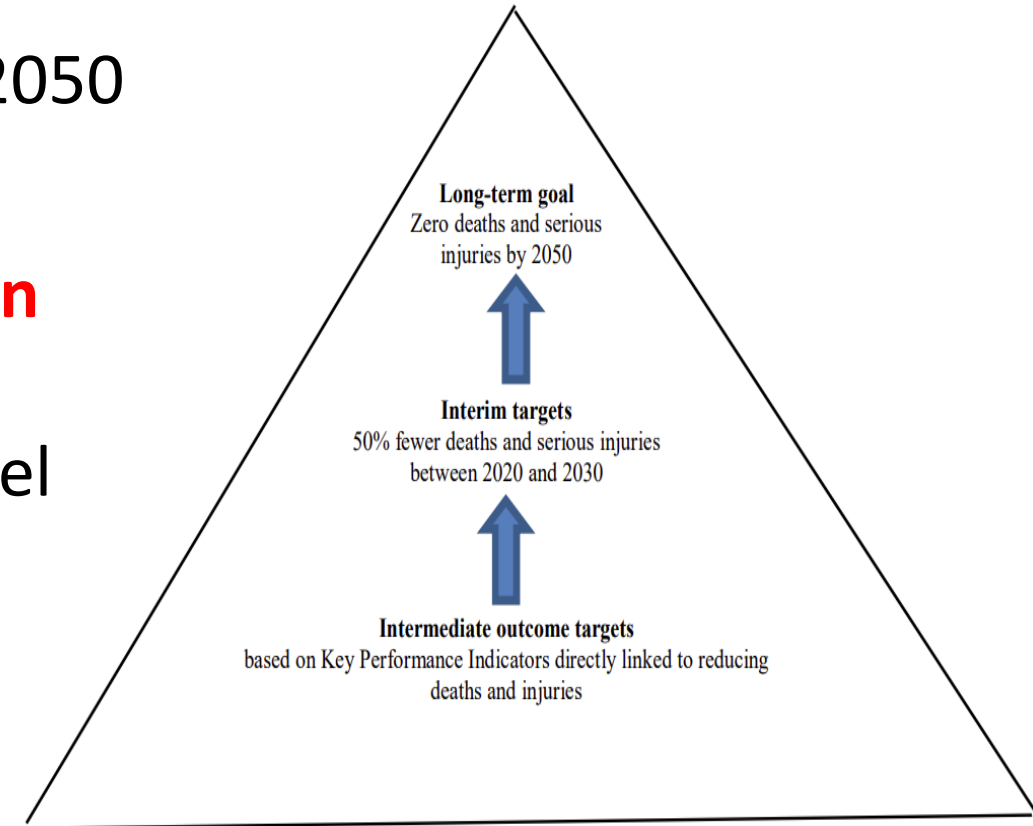 2050
n
el
Long-term goal
Zero deaths and serious
injuries by 2050
Interim targets
50% fewer deaths and serious injuries
between 2020 and 2030
Intermediate outcome targets
based on Key Performance Indicators directly linked to reducing
deaths and injuries